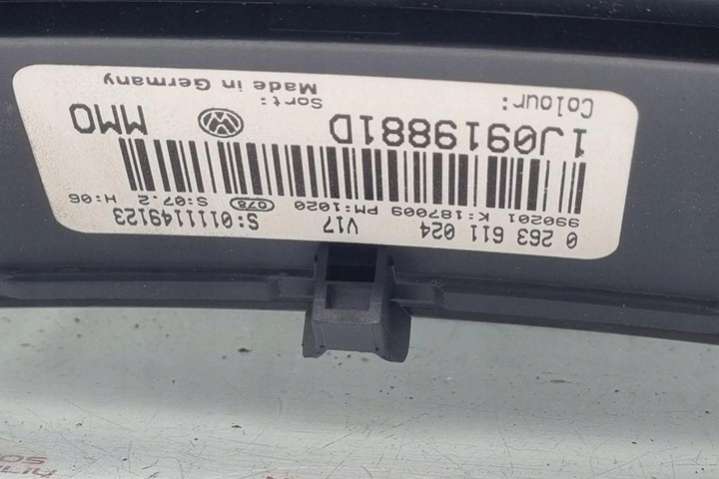 0 263 611 024 V17 S:0111149123
990201 K:187009 PM:1020 078 S:07.2 H:06
1J0919881D MMO
Colour: Sort: Made in Germany